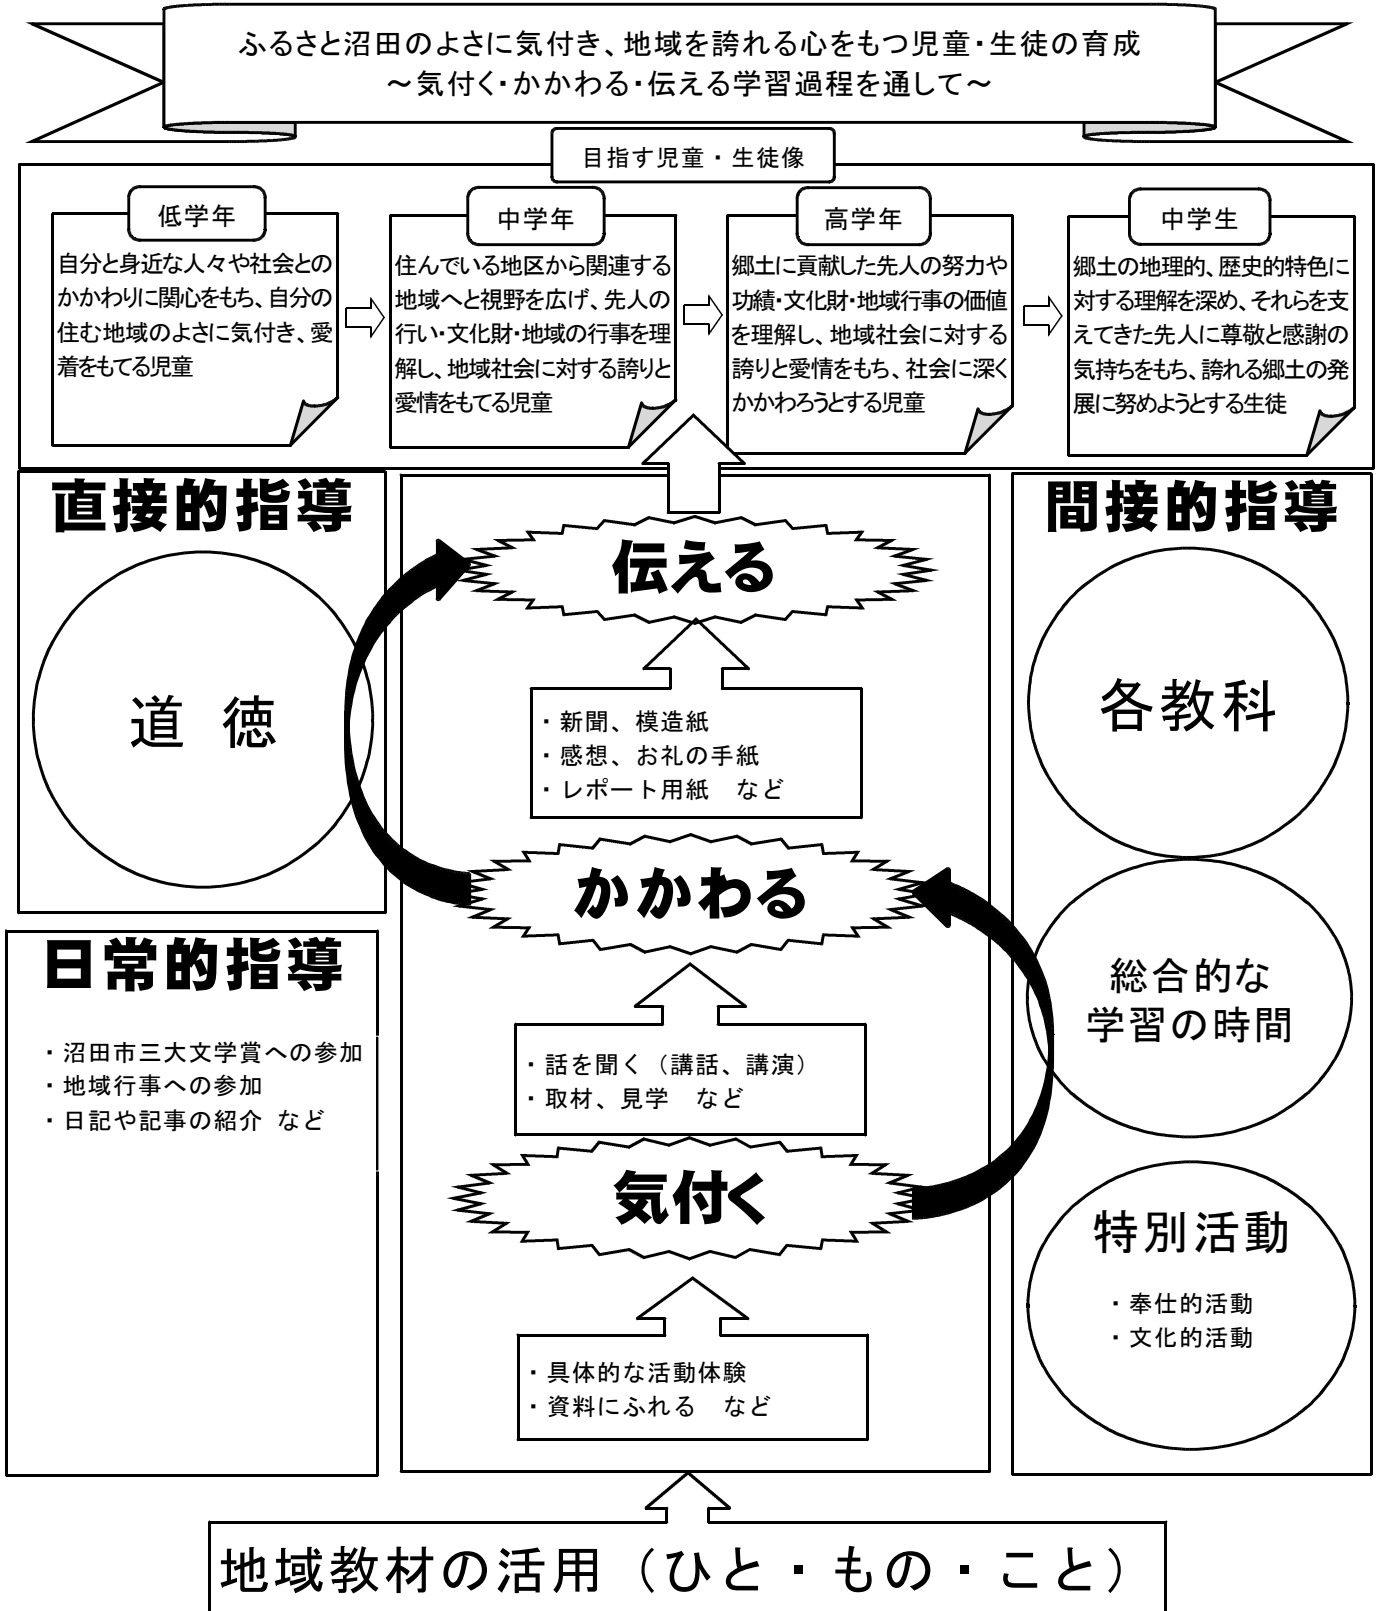 ふるさと沼田のよさに気付き、地域を誇れる心をもつ児童・生徒の育成
～気付く・かかわる・伝える学習過程を通して～
目指す児童・生徒像
低学年
自分と身近な人々や社会との
かかわりに関心をもち、自分の
住む地域のよさに気付き、愛
着をもてる児童
中学年
住んでいる地区から関連する
地域へと視野を広げ、先人の
行い・文化財・地域の行事を理
解し、地域社会に対する誇りと
愛情をもてる児童
高学年
郷土に貢献した先人の努力や
功績・文化財・地域行事の価値
を理解し、地域社会に対する
誇りと愛情をもち、社会に深く
かかわろうとする児童
中学生
郷土の地理的、歴史的特色に
対する理解を深め、それらを支
えてきた先人に尊敬と感謝の
気持ちをもち、誇れる郷土の発
展に努めようとする生徒
直接的指導
道 徳
日常的指導
・沼田市三大文学賞への参加
・地域行事への参加
・日記や記事の紹介 など
伝える
・新聞、模造紙
・感想、お礼の手紙
・レポート用紙 など
かかわる
・話を聞く（講話、講演）
・取材、見学 など
気付く
・具体的な活動体験
・資料にふれる など
間接的指導
各教科
総合的な
学習の時間
特別活動
・奉仕的活動
・文化的活動
地域教材の活用（ひと・もの・こと）